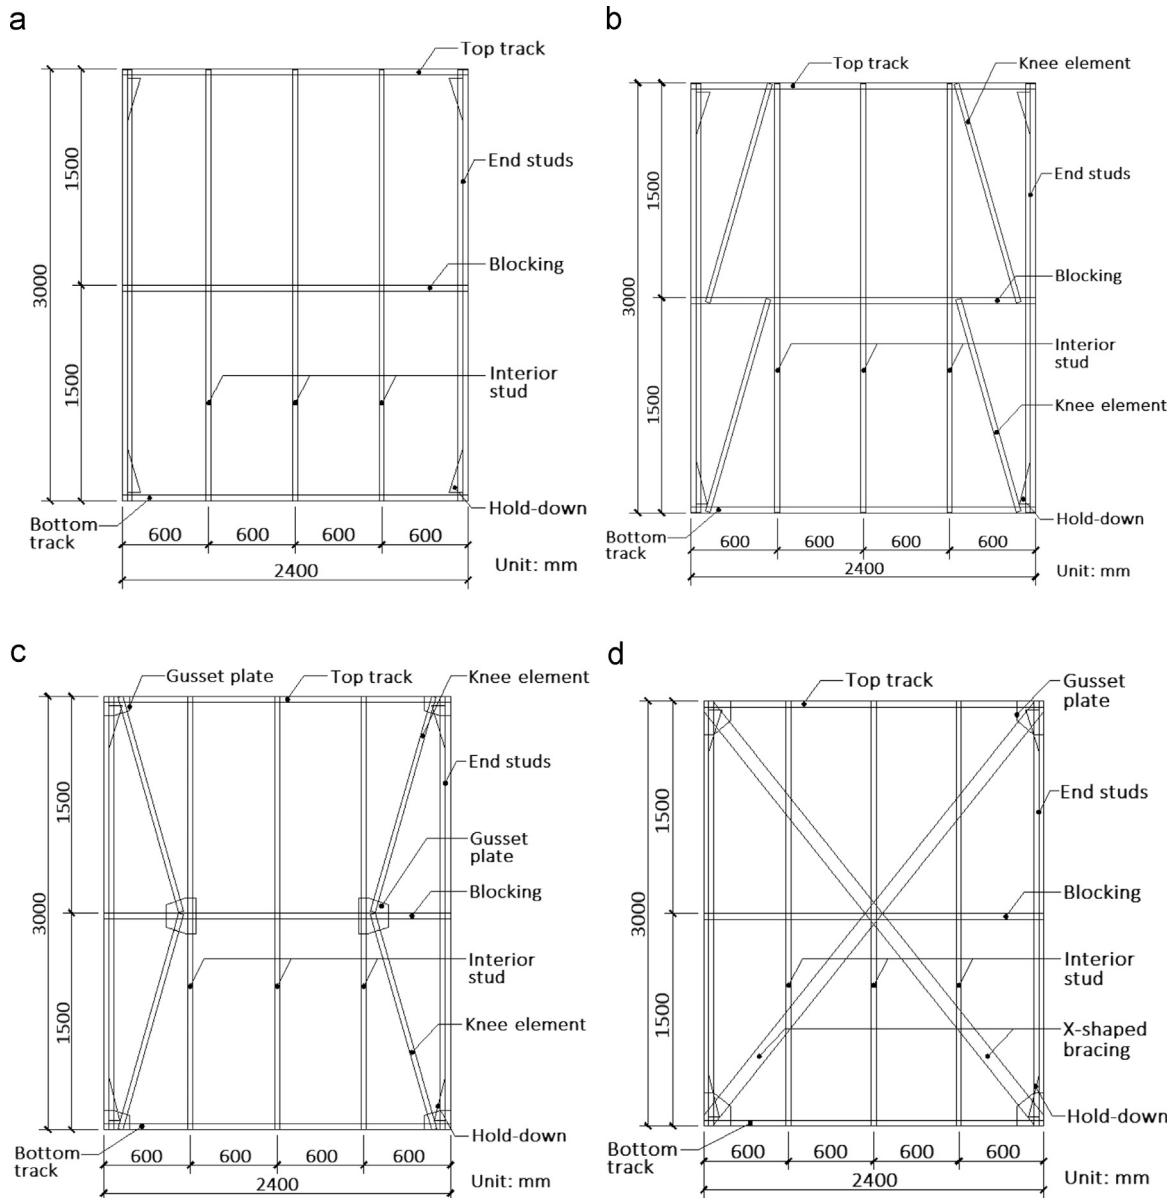 a
Top track
1500
End studs
Blocking
3000
1500
Interior
stud
Hold-down
Bottom
track
600
600
600
600
2400
Unit: mm
b
Top track
Knee element
1500
End studs
Blocking
3000
Interior
stud
1500
Knee element
Hold-down
Bottom
track
600
600
600
600
2400
Unit: mm
c
Gusset plate
Top track
Knee element
End studs
1500
Gusset
plate
Blocking
3000
Interior
stud
1500
Knee element
Hold-down
Bottom
track
600
600
600
600
2400
Unit: mm
d
Top track
Gusset
plate
1500
End studs
Blocking
3000
Interior
stud
1500
X-shaped
bracing
Hold-down
Bottom
track
600
600
600
600
2400
Unit: mm